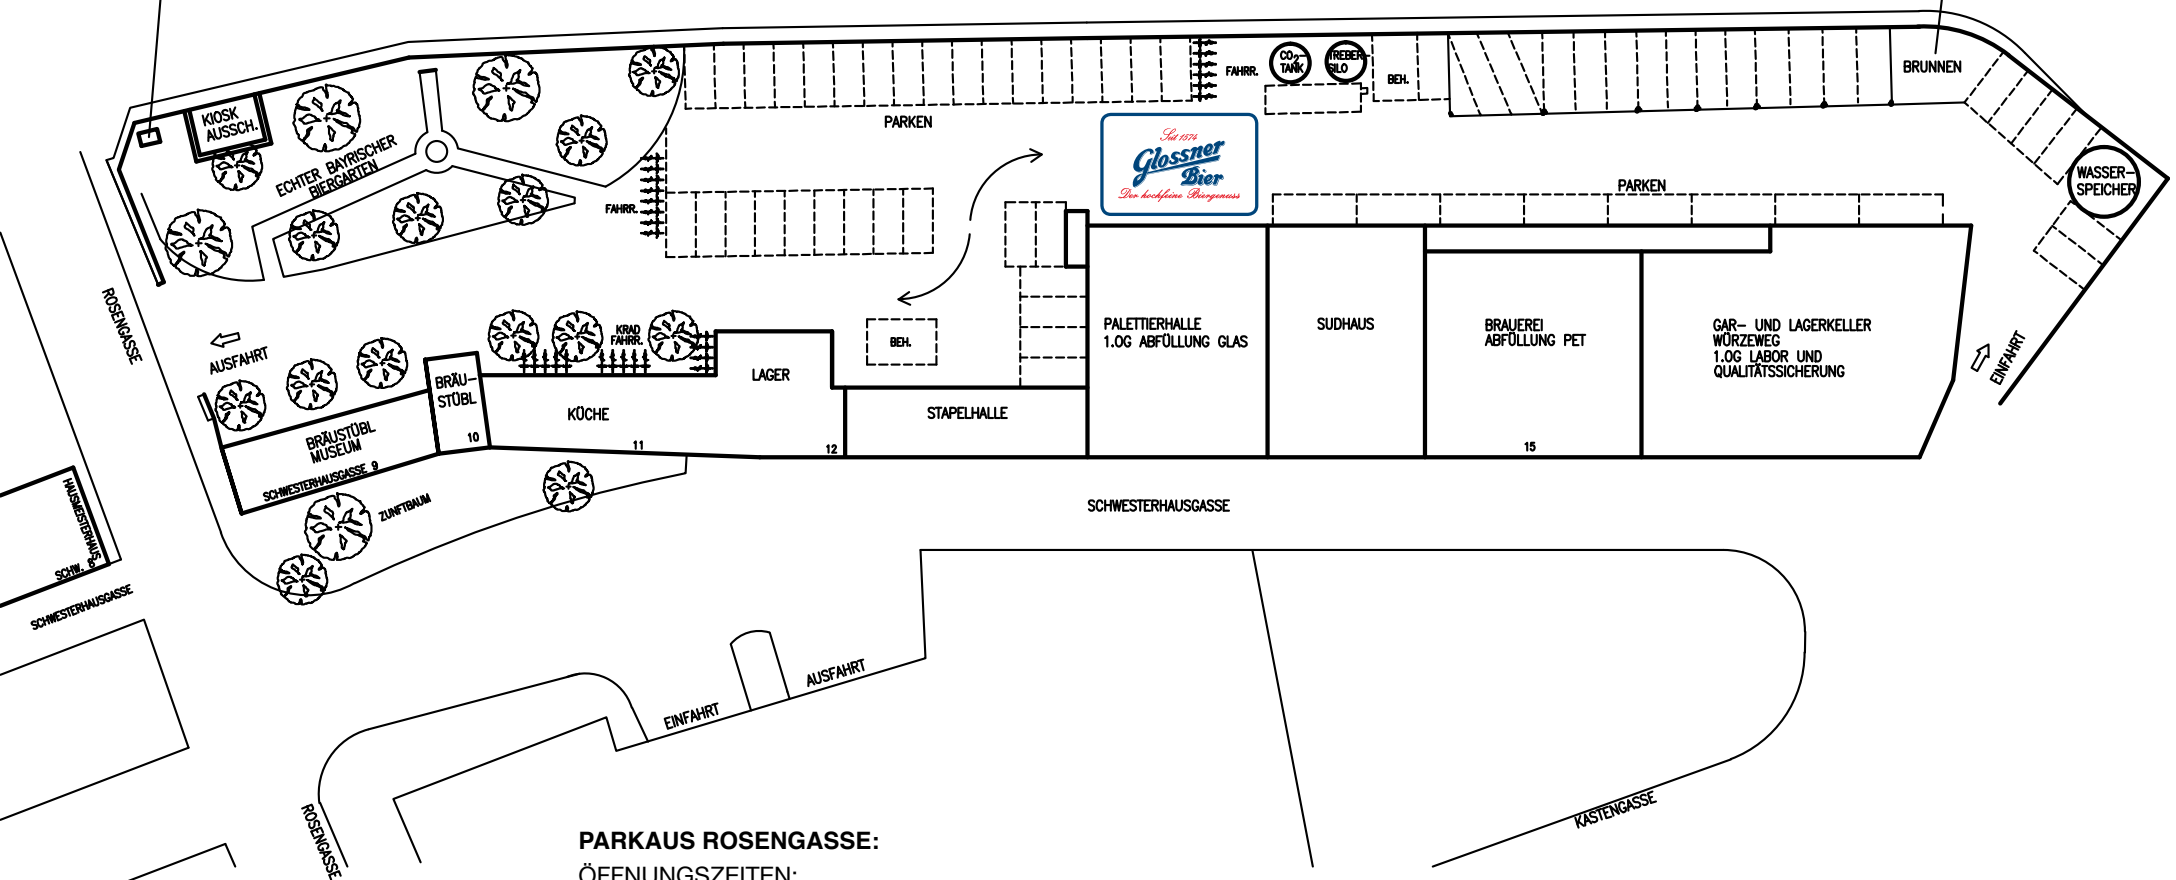 KIOSK
AUSSCH.
ECHTER BAYRISCHER
BIERGARTEN
FAHRR.
PARKEN
FAHRR.
CO2-
TANK
TREBER-
SILO
BEH.
BRUNNEN
Seit 1574
Glossner
Bier
Der hochfeine Biergenuss
PARKEN
WASSER-
SPEICHER
ROSENGASSE
AUSFAHRT
KRAD
FAHRR.
BEH.
EINFAHRT
BRÄUSTÜBL
MUSEUM
SCHWESTERHAUSGASSE 9
BRÄU-
STÜBL
10
KÜCHE
11
LAGER
12
STAPELHALLE
PALETTIERHALLE
1.OG ABFÜLLUNG GLAS
SUDHAUS
BRAUEREI
ABFÜLLUNG PET
15
GAR- UND LAGERKELLER
WÜRZEWEG
1.OG LABOR UND
QUALITÄTSSICHERUNG
ZUNFTBAUM
HAUSMEISTERHAUS
SCHW. 8
SCHWESTERHAUSGASSE
SCHWESTERHAUSGASSE
EINFAHRT
AUSFAHRT
ROSENGASSE
KASTENGASSE
PARKAUS ROSENGASSE:
ÖFFNUNGSZEITEN: